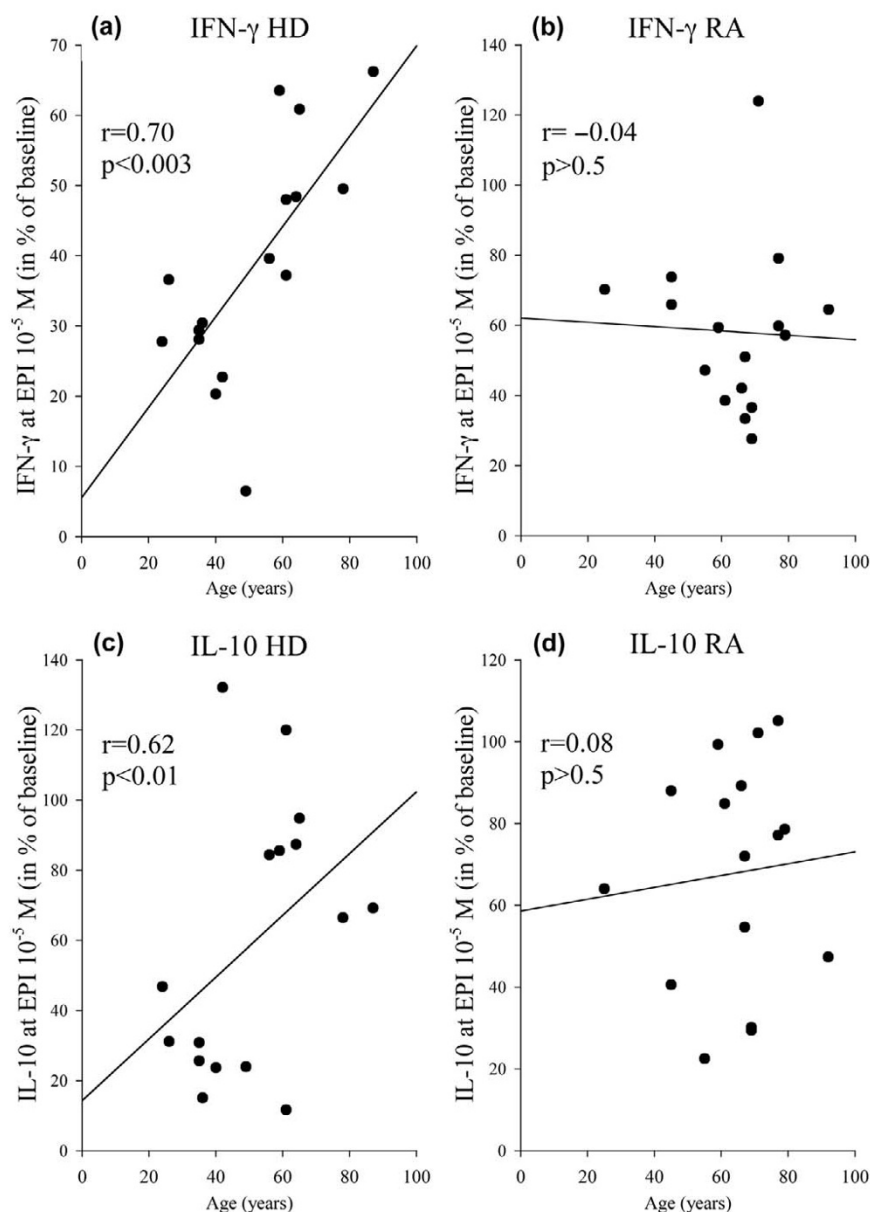 (a) IFN-γ HD
IFN-γ at EPI 10⁻⁵ M (in % of baseline)
70
60
50
40
30
20
10
0
r=0.70
p<0.003
0 20 40 60 80 100
Age (years)
(b) IFN-γ RA
IFN-γ at EPI 10⁻⁵ M (in % of baseline)
140
120
100
80
60
40
20
0
r= −0.04
p>0.5
0 20 40 60 80 100
Age (years)
(c) IL-10 HD
IL-10 at EPI 10⁻⁵ M (in % of baseline)
140
120
100
80
60
40
20
0
r=0.62
p<0.01
0 20 40 60 80 100
Age (years)
(d) IL-10 RA
IL-10 at EPI 10⁻⁵ M (in % of baseline)
120
100
80
60
40
20
0
r=0.08
p>0.5
0 20 40 60 80 100
Age (years)